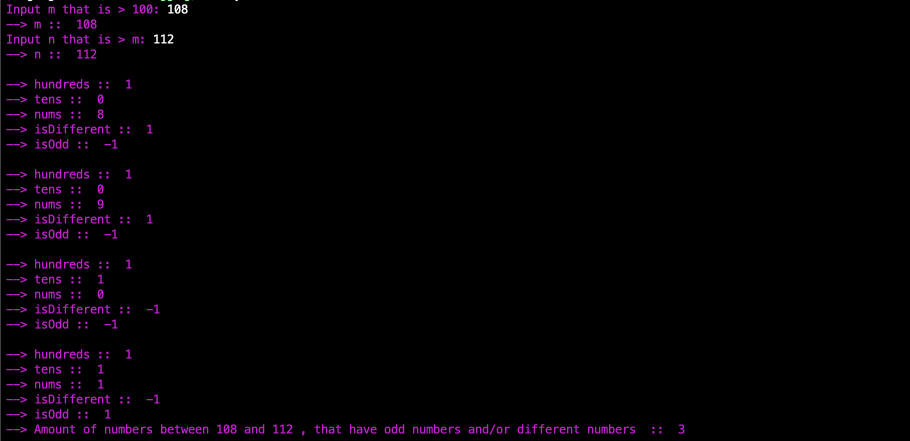 Input m that is > 100: 108
—-> m ::  108
Input n that is > m: 112
—-> n ::  112
—-> hundreds ::  1
—-> tens ::  0
—-> nums ::  8
—-> isDifferent ::  1
—-> isOdd ::  -1
—-> hundreds ::  1
—-> tens ::  0
—-> nums ::  9
—-> isDifferent ::  1
—-> isOdd ::  -1
—-> hundreds ::  1
—-> tens ::  1
—-> nums ::  0
—-> isDifferent ::  -1
—-> isOdd ::  -1
—-> hundreds ::  1
—-> tens ::  1
—-> nums ::  1
—-> isDifferent ::  -1
—-> isOdd ::  1
—-> Amount of numbers between 108 and 112 , that have odd numbers and/or different numbers  ::  3